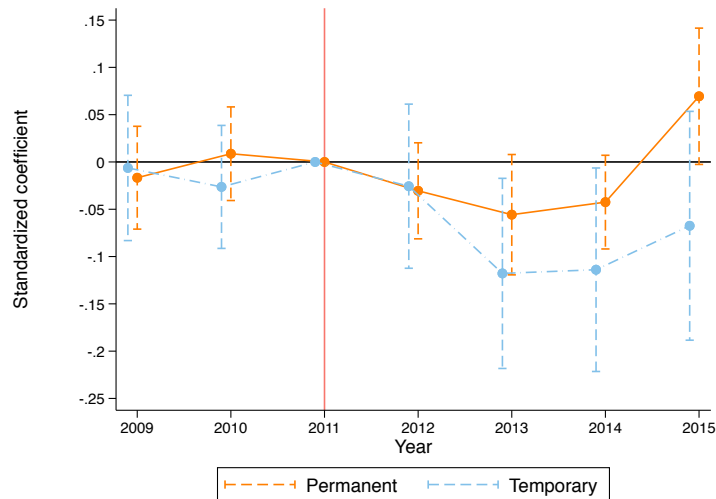 Standardized coefficient
.15
.1
.05
0
-.05
-.1
-.15
-.2
-.25
2009 2010 2011 2012 2013 2014 2015
Year
Permanent Temporary